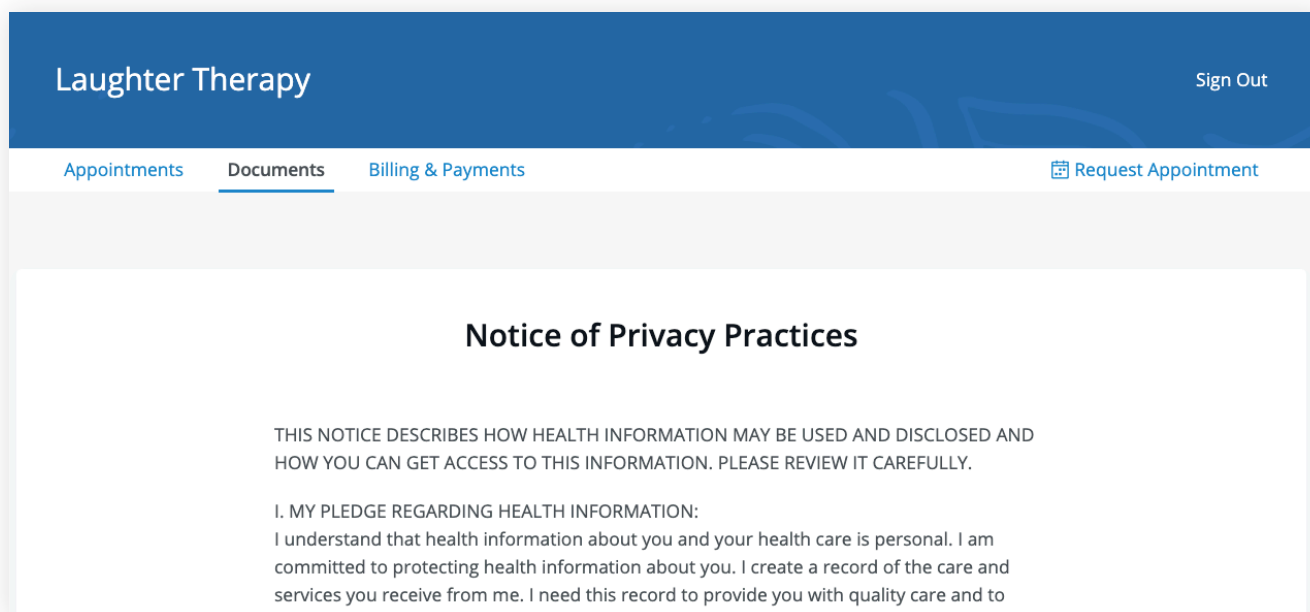 Laughter Therapy
Sign Out
Appointments
Documents
Billing & Payments
Request Appointment
Notice of Privacy Practices
THIS NOTICE DESCRIBES HOW HEALTH INFORMATION MAY BE USED AND DISCLOSED AND
HOW YOU CAN GET ACCESS TO THIS INFORMATION. PLEASE REVIEW IT CAREFULLY.
I. MY PLEDGE REGARDING HEALTH INFORMATION:
I understand that health information about you and your health care is personal. I am
committed to protecting health information about you. I create a record of the care and
services you receive from me. I need this record to provide you with quality care and to